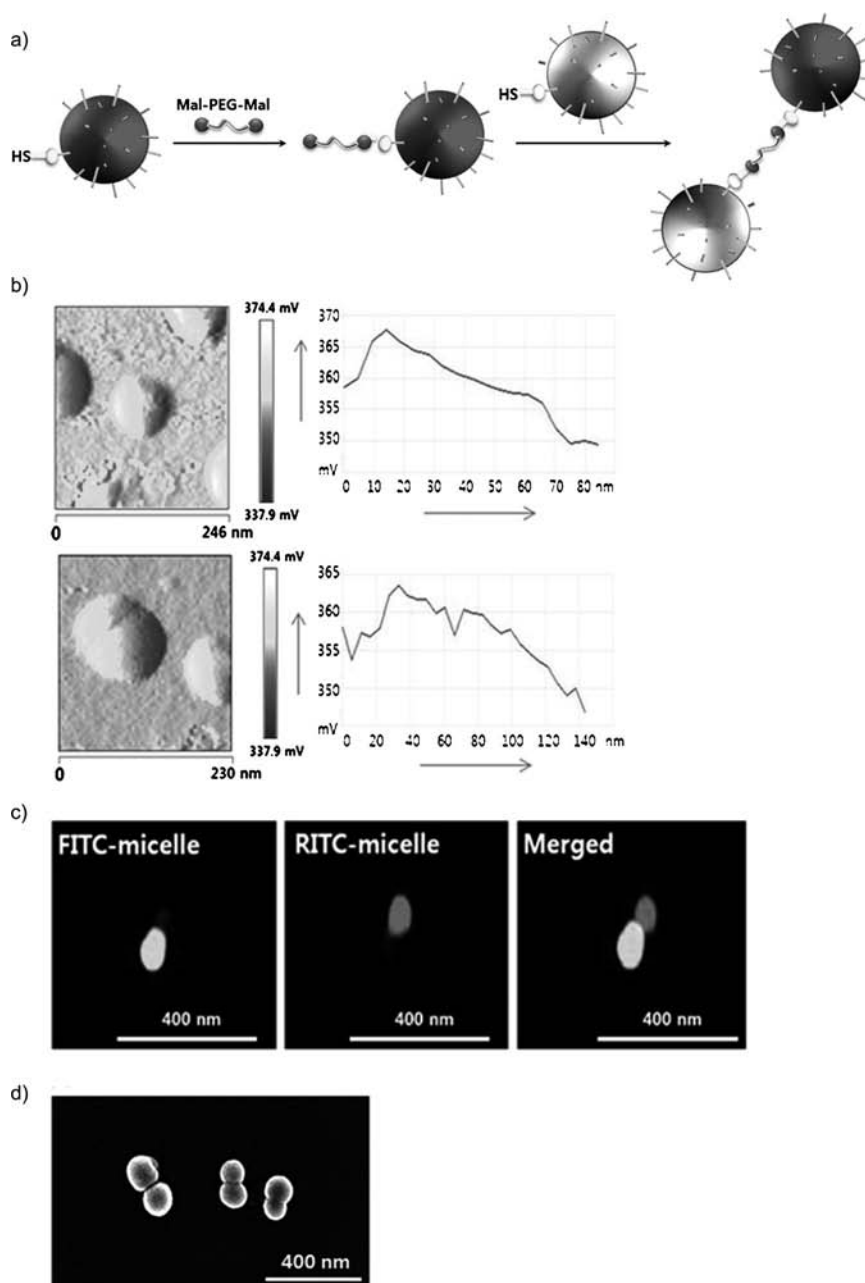 a)
HS
Mal-PEG-Mal
HS
b)
374.4 mV
337.9 mV
0 246 nm
370
365
360
355
350
mV
0 10 20 30 40 50 60 70 80 nm
374.4 mV
337.9 mV
0 230 nm
365
360
355
350
mV
0 20 40 60 80 100 120 140 nm
c)
FITC-micelle
400 nm
RITC-micelle
400 nm
Merged
400 nm
d)
400 nm